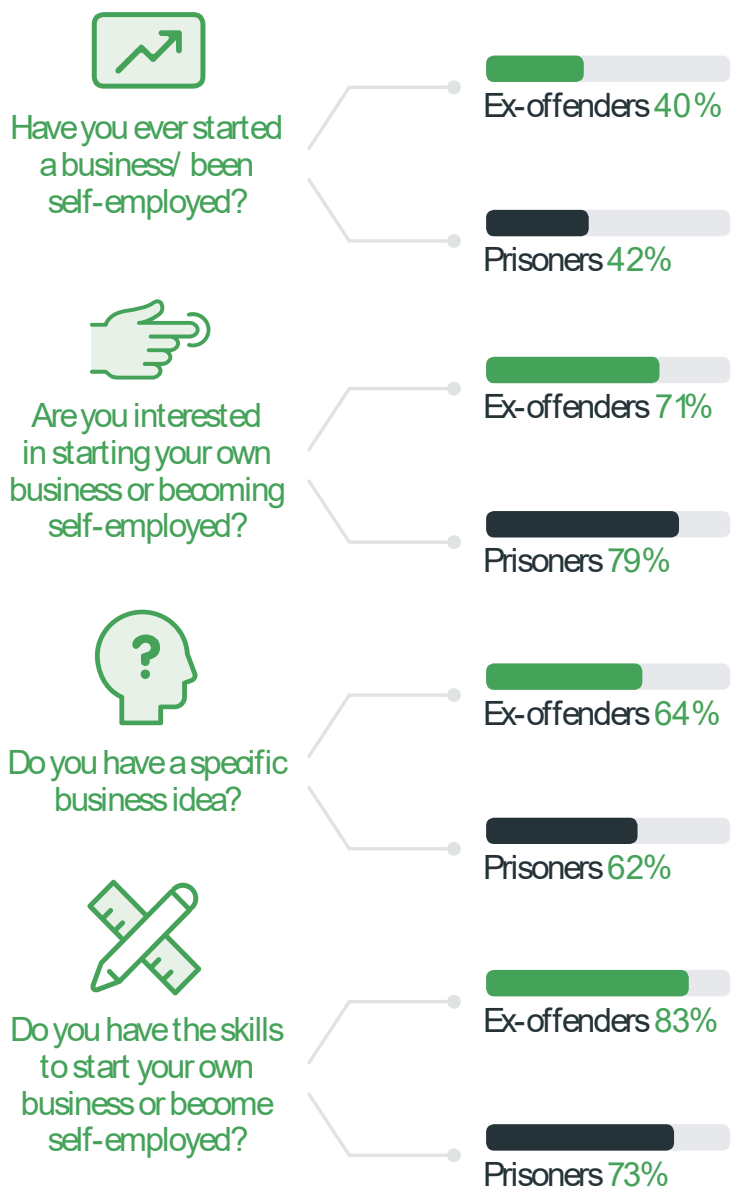 Have you ever started
a business/ been
self-employed?
Ex-offenders 40%
Prisoners 42%
Are you interested
in starting your own
business or becoming
self-employed?
Ex-offenders 71%
Prisoners 79%
?
Do you have a specific
business idea?
Ex-offenders 64%
Prisoners 62%
Do you have the skills
to start your own
business or become
self-employed?
Ex-offenders 83%
Prisoners 73%